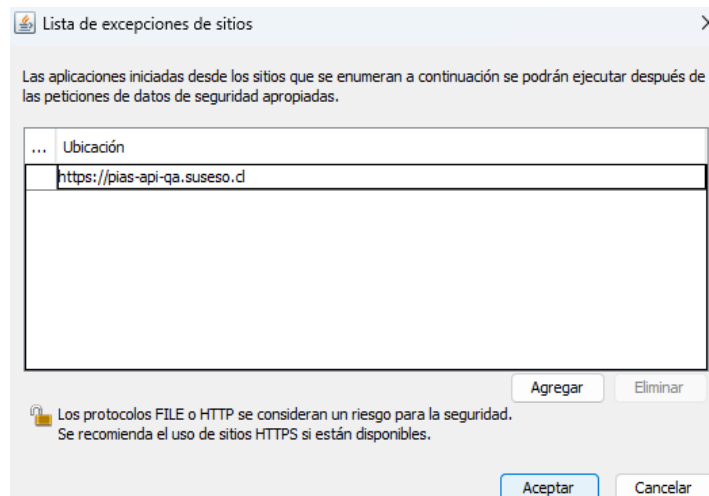 Lista de excepciones de sitios
Las aplicaciones iniciadas desde los sitios que se enumeran a continuación se podrán ejecutar después de
las peticiones de datos de seguridad apropiadas.
... Ubicación
https://pias-api-qa.suseso.cl
Agregar Eliminar
Los protocolos FILE o HTTP se consideran un riesgo para la seguridad.
Se recomienda el uso de sitios HTTPS si están disponibles.
Aceptar Cancelar